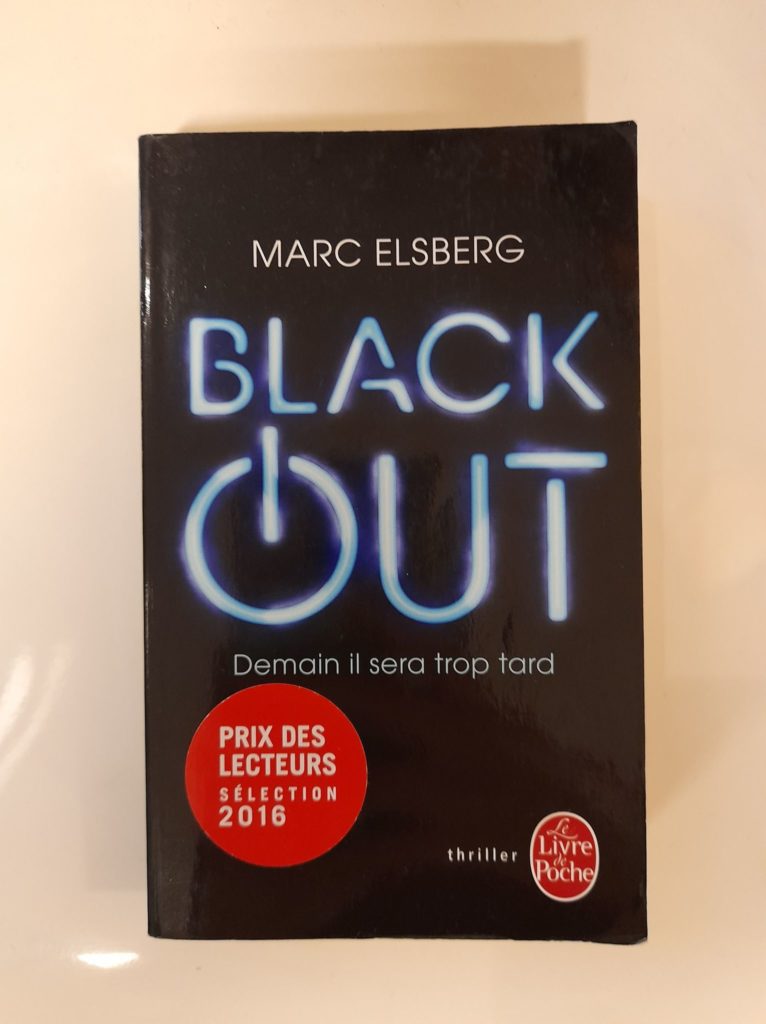 MARC ELSBERG
BLACK
OUT
Demain il sera trop tard
PRIX DES
LECTEURS
SÉLECTION
2016
thriller
Le
Livre
de
Poche